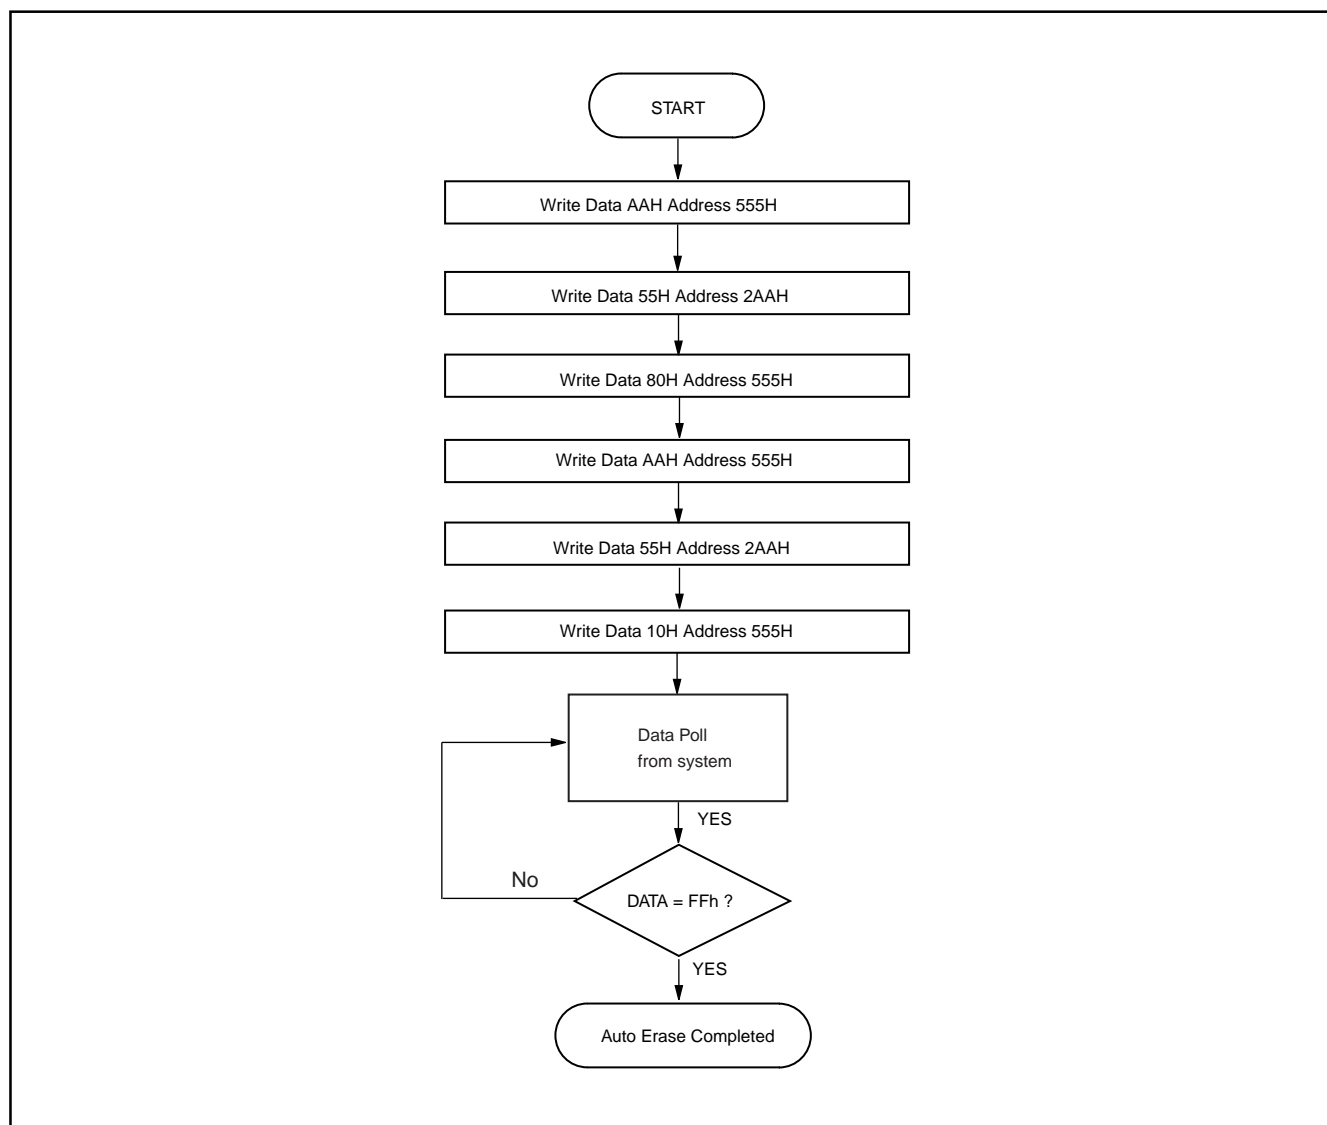 START
Write Data AAH Address 555H
Write Data 55H Address 2AAH
Write Data 80H Address 555H
Write Data AAH Address 555H
Write Data 55H Address 2AAH
Write Data 10H Address 555H
Data Poll
from system
YES
No
DATA = FFh ?
YES
Auto Erase Completed